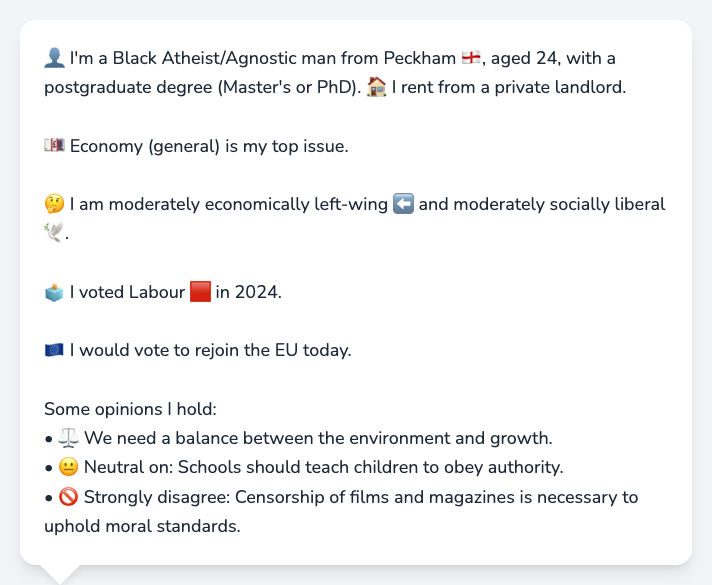 👤 I'm a Black Atheist/Agnostic man from Peckham 🏴󠁧󠁢󠁥󠁮󠁧󠁿, aged 24, with a
postgraduate degree (Master's or PhD). 🏠 I rent from a private landlord.
💷 Economy (general) is my top issue.
🤔 I am moderately economically left-wing ⬅️ and moderately socially liberal
🕊️.
🗳️ I voted Labour 🟥 in 2024.
🇪🇺 I would vote to rejoin the EU today.
Some opinions I hold:
• ⚖️ We need a balance between the environment and growth.
• 😐 Neutral on: Schools should teach children to obey authority.
• 🚫 Strongly disagree: Censorship of films and magazines is necessary to
uphold moral standards.